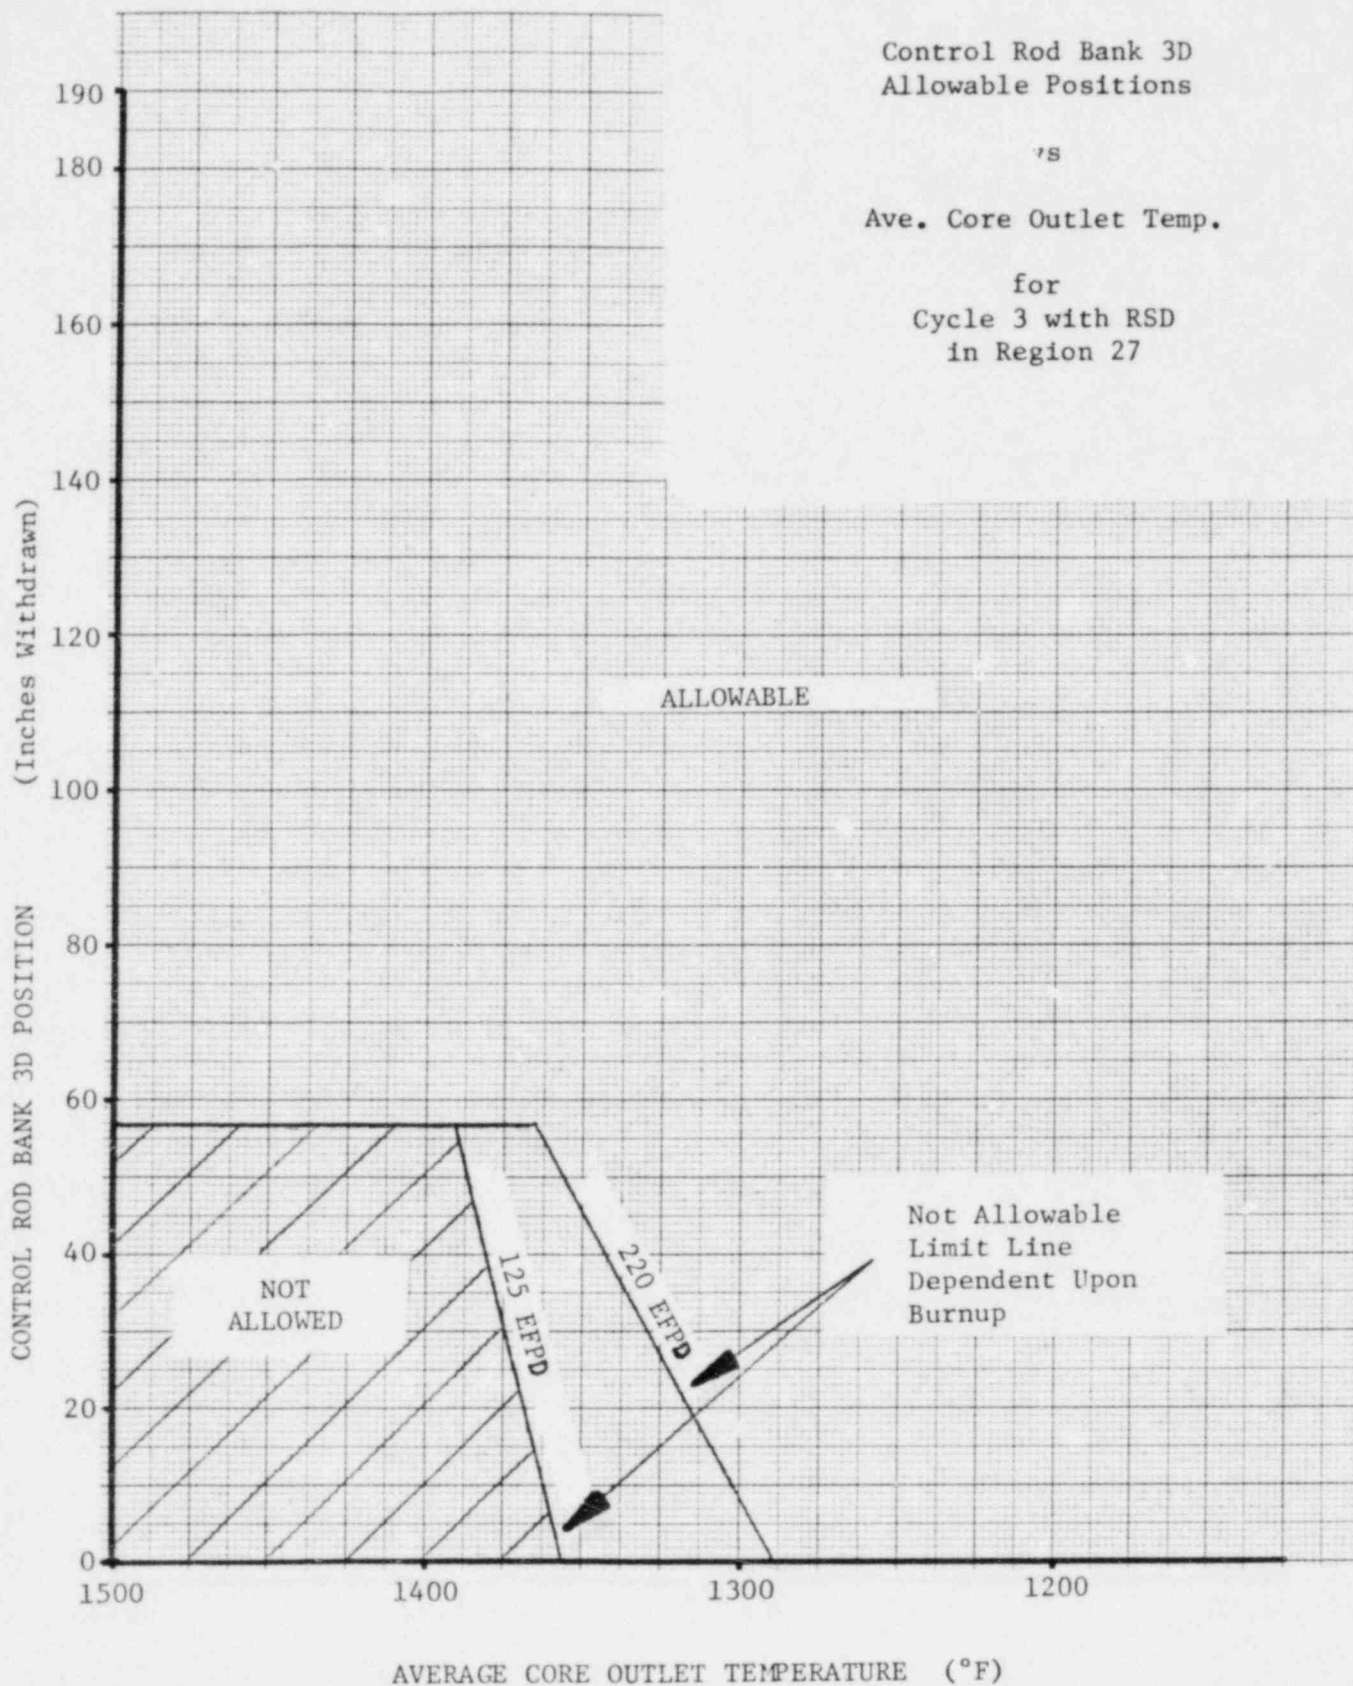 Control Rod Bank 3D
Allowable Positions
vs
Ave. Core Outlet Temp.
for
Cycle 3 with RSD
in Region 27
190
180
160
140
120
100
80
60
40
20
0
CONTROL ROD BANK 3D POSITION (Inches Withdrawn)
ALLOWABLE
NOT
ALLOWED
125 EFPD
220 EFPD
Not Allowable
Limit Line
Dependent Upon
Burnup
1500 1400 1300 1200
AVERAGE CORE OUTLET TEMPERATURE (°F)